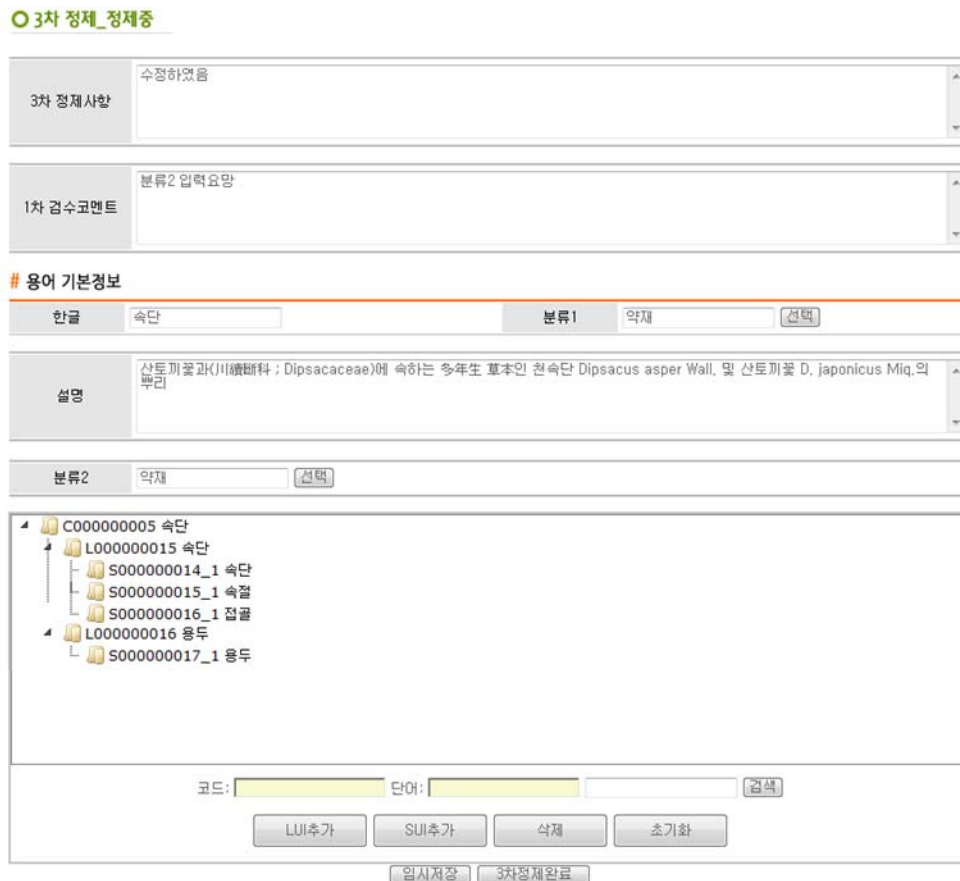 3차 정제_정제중
3차 정제사항 수정하였음
1차 검수코멘트 분류2 입력요망
# 용어 기본정보
한글 속단 분류1 약재 선택
설명 산토끼꽃과(川續斷科 ; Dipsacaceae)에 속하는 多年生 草本인 천속단 Dipsacus asper Wall. 및 산토끼꽃 D. japonicus Miq.의
뿌리
분류2 약재 선택
C000000005 속단
L000000015 속단
S000000014_1 속단
S000000015_1 속절
S000000016_1 접골
L000000016 용두
S000000017_1 용두
코드: 단어: 검색
LUI추가 SUI추가 삭제 초기화
임시저장 3차정제완료